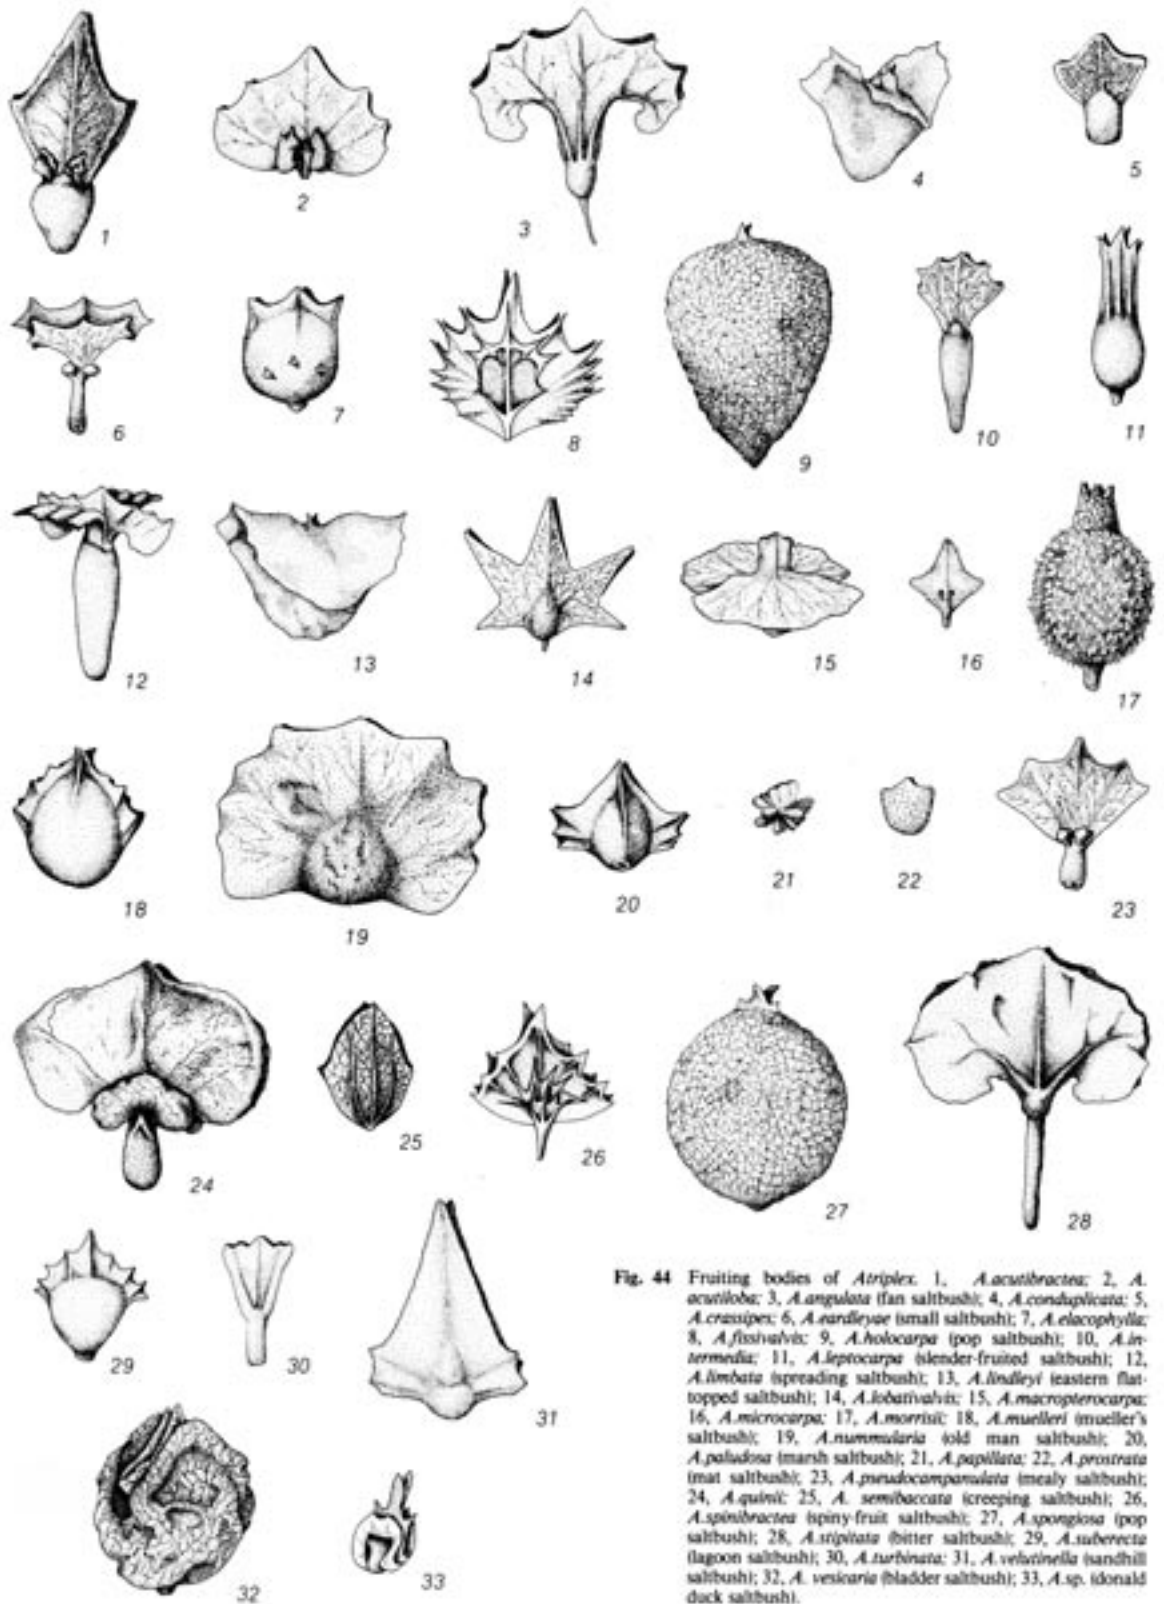 1
2
3
4
5
6
7
8
9
10
11
12
13
14
15
16
17
18
19
20
21
22
23
24
25
26
27
28
29
30
31
32
33
Fig. 44 Fruiting bodies of Atriplex. 1, A.acutibractea; 2, A.
acutiloba; 3, A.angulata (fan saltbush); 4, A.conduplicata; 5,
A.crassipes; 6, A.eardleyae (small saltbush); 7, A.elacophylla;
8, A.fissivalvis; 9, A.holocarpa (pop saltbush); 10, A.in-
termedia; 11, A.leptocarpa (slender-fruited saltbush); 12,
A.limbata (spreading saltbush); 13, A.lindleyi (eastern flat-
topped saltbush); 14, A.lobativalvis; 15, A.macropterocarpa;
16, A.microcarpa; 17, A.morrisii; 18, A.muelleri (mueller's
saltbush); 19, A.nummularia (old man saltbush); 20,
A.paludosa (marsh saltbush); 21, A.papillata; 22, A.prostrata
(mat saltbush); 23, A.pseudocampanulata (mealy saltbush);
24, A.quinii; 25, A. semibaccata (creeping saltbush); 26,
A.spinibractea (spiny-fruit saltbush); 27, A.spongiosa (pop
saltbush); 28, A.stipitata (bitter saltbush); 29, A.suberecta
(lagoon saltbush); 30, A.turbinata; 31, A.velutinella (sandhill
saltbush); 32, A. vesicaria (bladder saltbush); 33, A.sp. (donald
duck saltbush).